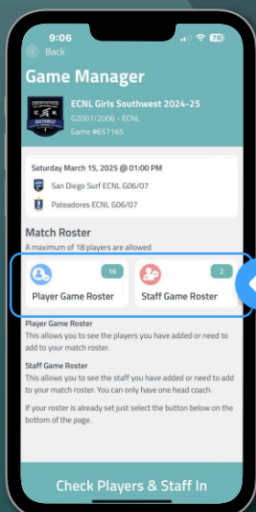 9:06
Back
Game Manager
ECNL Girls Southwest 2024-25
G2007/2006 - ECNL
Game #657165
Saturday March 15, 2025 @ 01:00 PM
San Diego Surf ECNL G06/07
Pateadores ECNL G06/07
Match Roster
A maximum of 18 players are allowed
16
2
Player Game Roster
Staff Game Roster
Player Game Roster
This allows you to see the players you have added or need to
add to your match roster.
Staff Game Roster
This allows you to see the staff you have added or need to add
to your match roster. You can only have one head coach.
If your roster is already set just select the button below on the
bottom of the page.
Check Players & Staff In